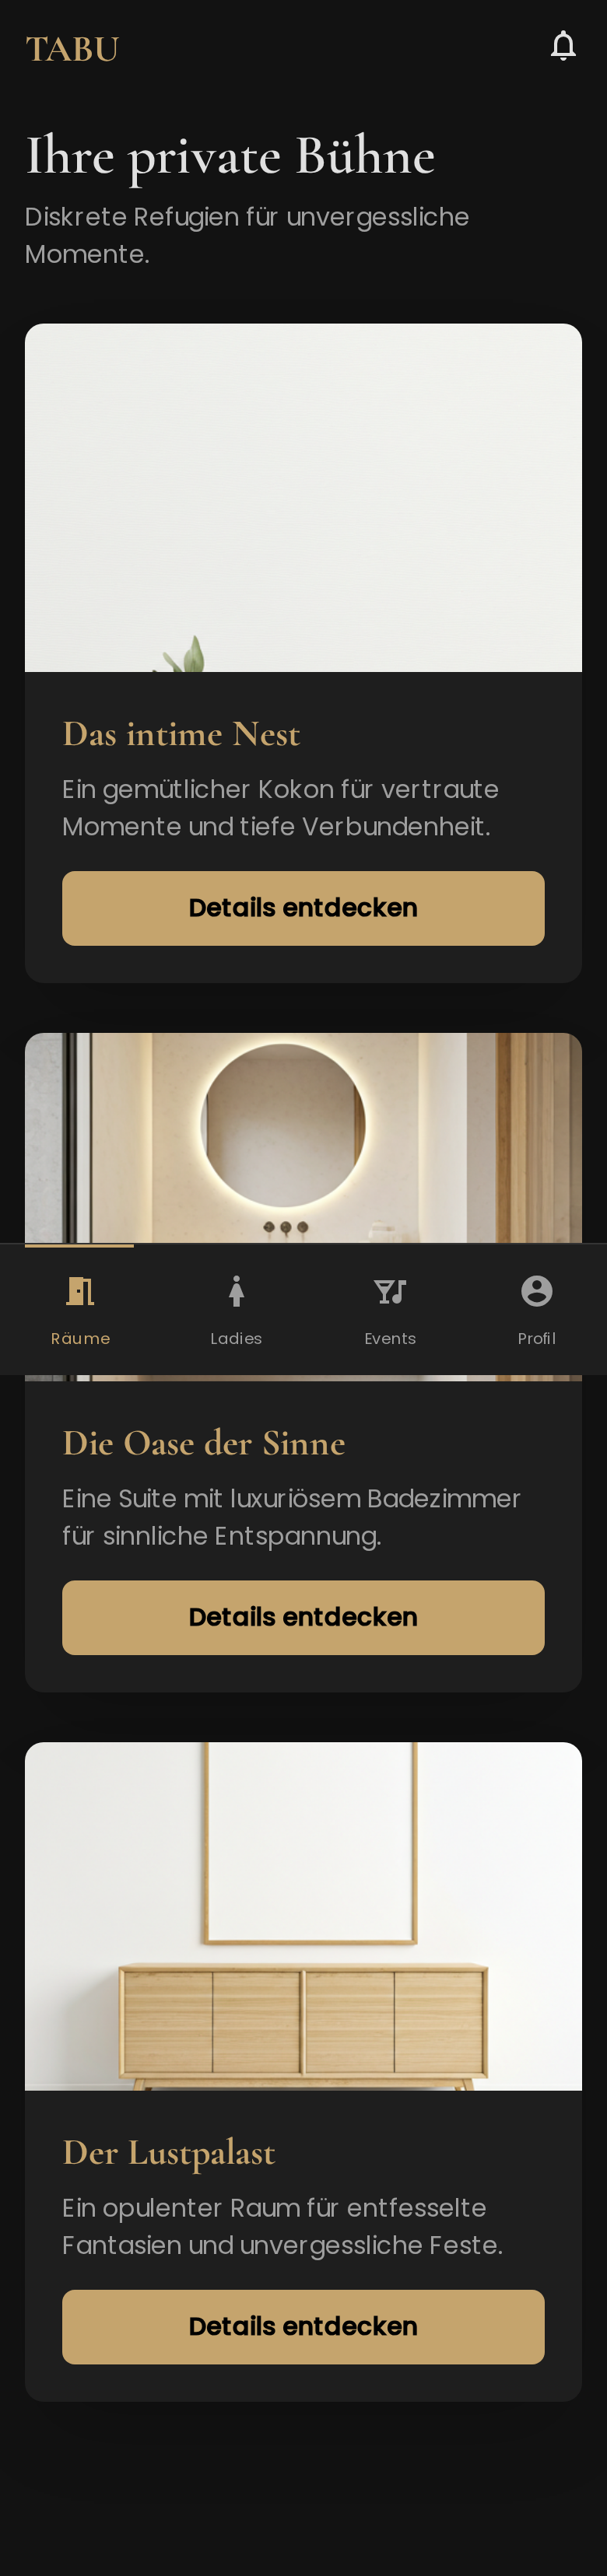 TABU
Ihre private Bühne
Diskrete Refugien für unvergessliche
Momente.
Das intime Nest
Ein gemütlicher Kokon für vertraute
Momente und tiefe Verbundenheit.
Details entdecken
Räume
Ladies
Events
Profil
Die Oase der Sinne
Eine Suite mit luxuriösem Badezimmer
für sinnliche Entspannung.
Details entdecken
Der Lustpalast
Ein opulenter Raum für entfesselte
Fantasien und unvergessliche Feste.
Details entdecken